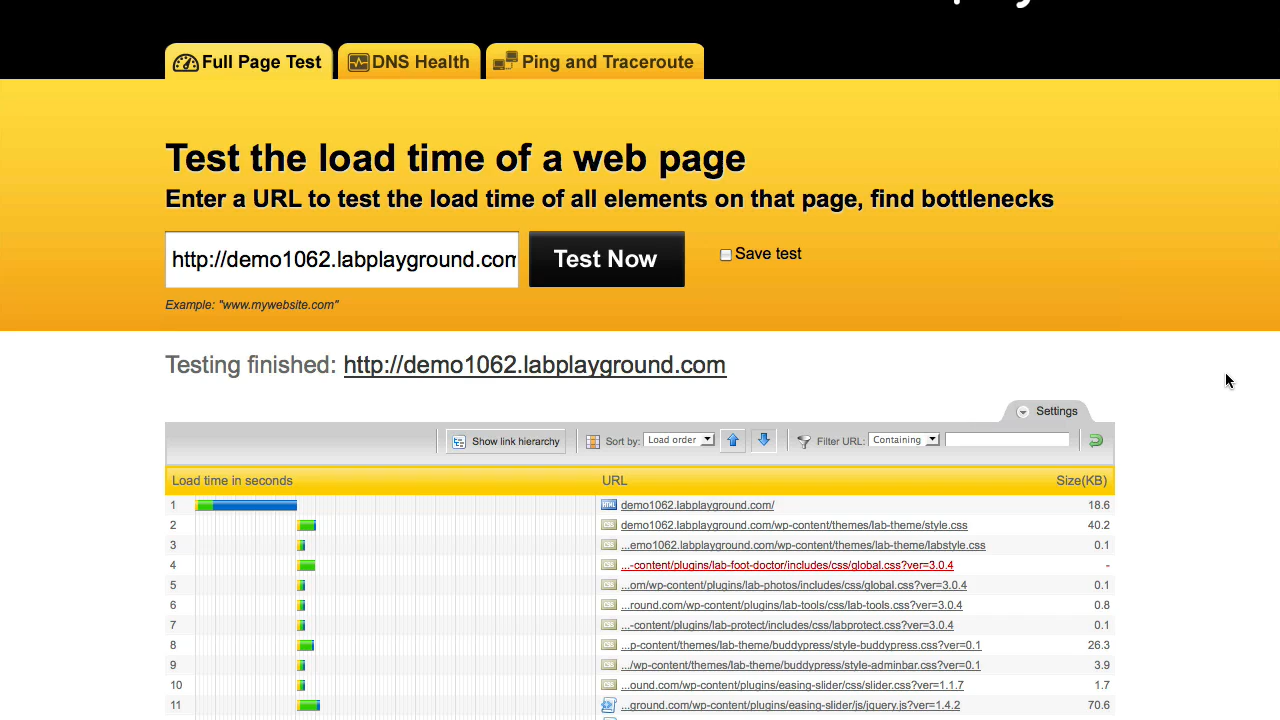 Full Page Test
DNS Health
Ping and Traceroute
Test the load time of a web page
Enter a URL to test the load time of all elements on that page, find bottlenecks
http://demo1062.labplayground.com
Test Now
Save test
Example: "www.mywebsite.com"
Testing finished: http://demo1062.labplayground.com
Settings
Show link hierarchy
Sort by: Load order
Filter URL: Containing
Load time in seconds URL Size(KB)
1 HTML demo1062.labplayground.com/ 18.6
2 CSS demo1062.labplayground.com/wp-content/themes/lab-theme/style.css 40.2
3 CSS ...emo1062.labplayground.com/wp-content/themes/lab-theme/labstyle.css 0.1
4 CSS ...-content/plugins/lab-foot-doctor/includes/css/global.css?ver=3.0.4 -
5 CSS ...om/wp-content/plugins/lab-photos/includes/css/global.css?ver=3.0.4 0.1
6 CSS ...round.com/wp-content/plugins/lab-tools/css/lab-tools.css?ver=3.0.4 0.8
7 CSS ...-content/plugins/lab-protect/includes/css/labprotect.css?ver=3.0.4 0.1
8 CSS ...p-content/themes/lab-theme/buddypress/style-buddypress.css?ver=0.1 26.3
9 CSS .../wp-content/themes/lab-theme/buddypress/style-adminbar.css?ver=0.1 3.9
10 CSS ...ound.com/wp-content/plugins/easing-slider/css/slider.css?ver=1.1.7 1.7
11 ...ground.com/wp-content/plugins/easing-slider/js/jquery.js?ver=1.4.2 70.6